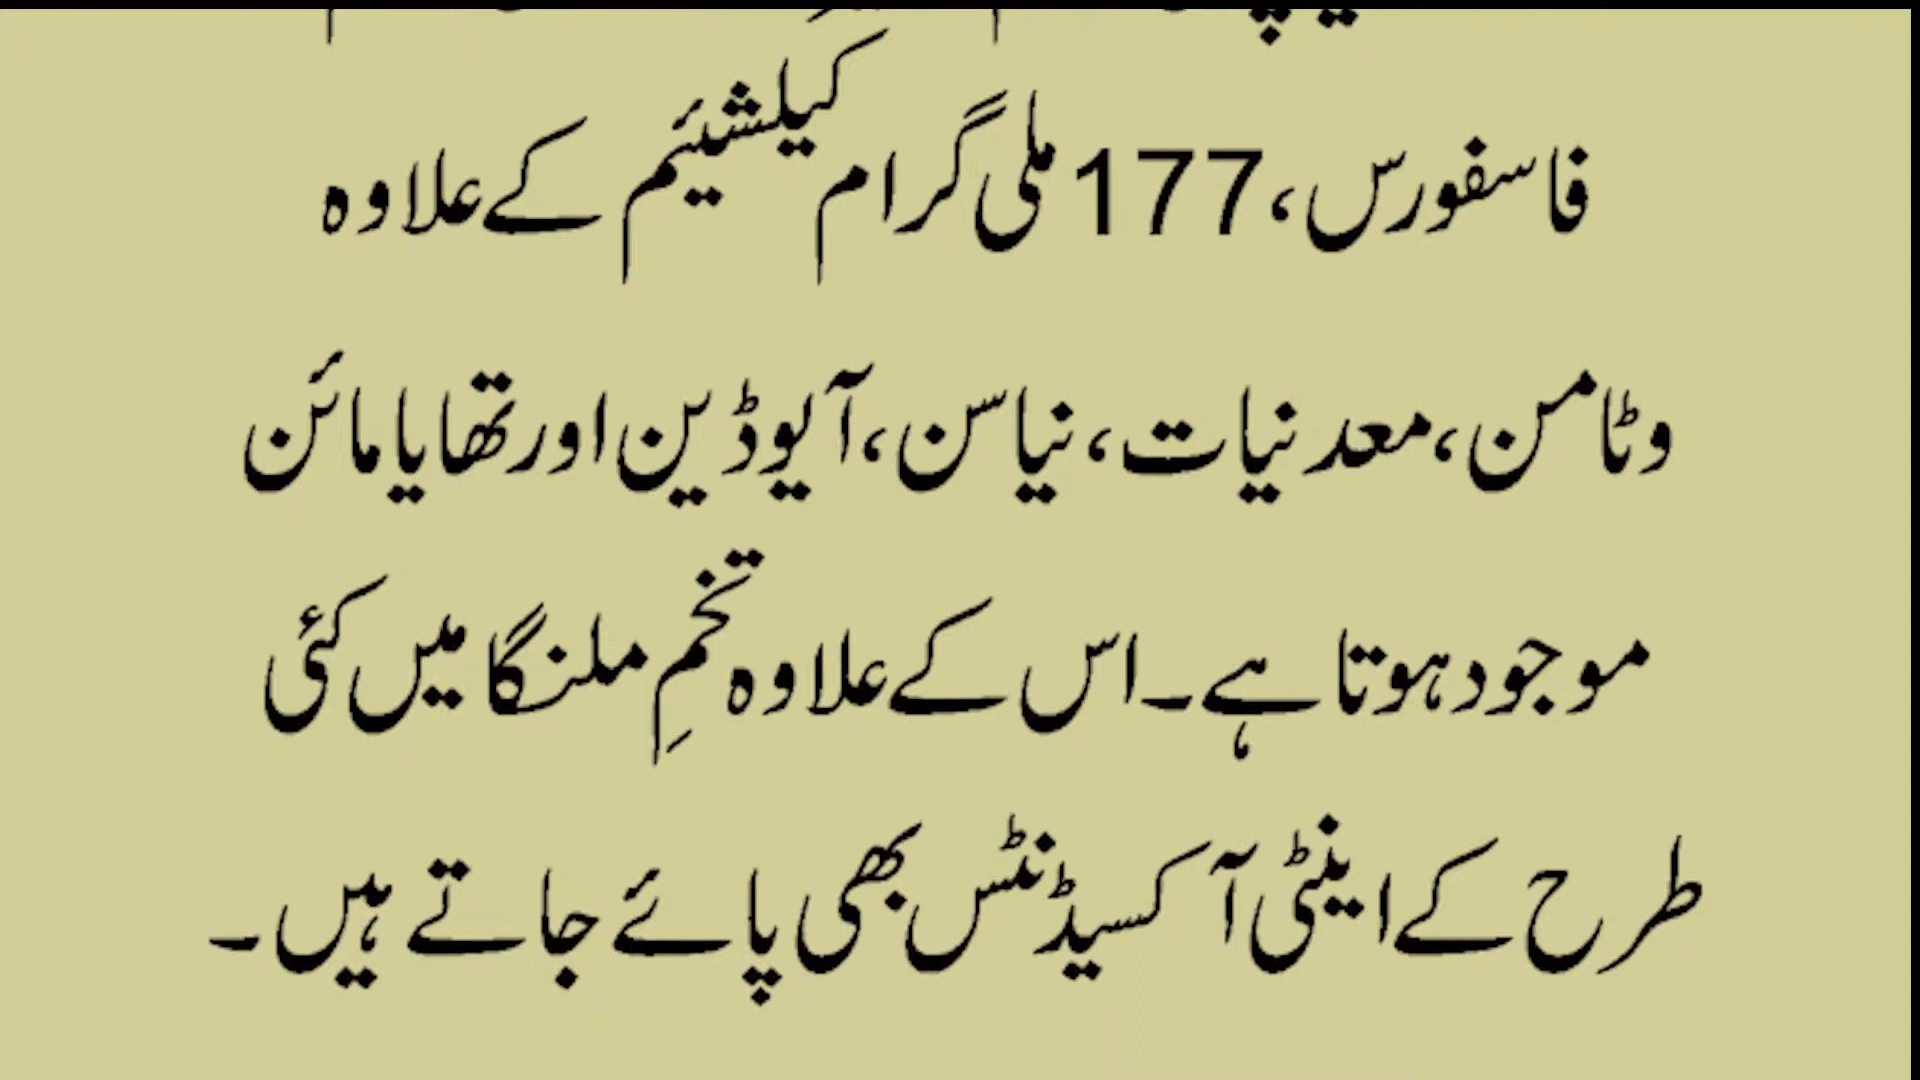 فاسفورس، 177 ملی گرام کیلشیئم کے علاوہ
وٹامن، معدنیات، نیاسن، آیوڈین اور تھایامائن
موجود ہوتا ہے۔ اس کے علاوہ تخمِ ملنگا میں کئی
طرح کے اینٹی آکسیڈنٹس بھی پائے جاتے ہیں۔